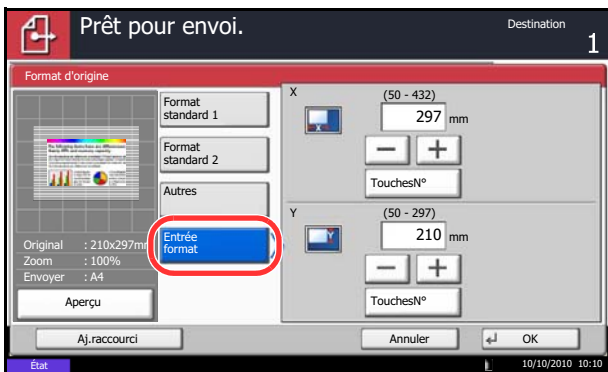 Prêt pour envoi.
Destination
1
Format d'origine
Format
standard 1
Format
standard 2
Autres
Entrée
format
Original : 210x297mm
Zoom : 100%
Envoyer : A4
Aperçu
X
(50 - 432)
297 mm
TouchesN°
Y
(50 - 297)
210 mm
TouchesN°
Aj.raccourci
Annuler
OK
État
10/10/2010 10:10